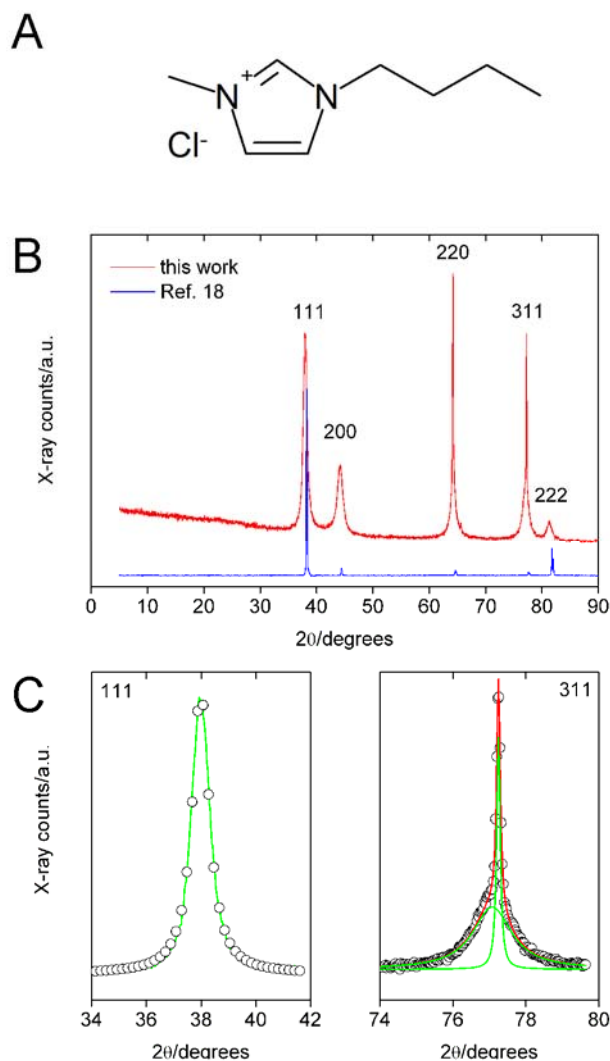 A
N
+
N
Cl-
B
this work
Ref. 18
111
200
220
311
222
X-ray counts/a.u.
0 10 20 30 40 50 60 70 80 90
2θ/degrees
C
111
311
X-ray counts/a.u.
34 36 38 40 42
74 76 78 80
2θ/degrees
2θ/degrees